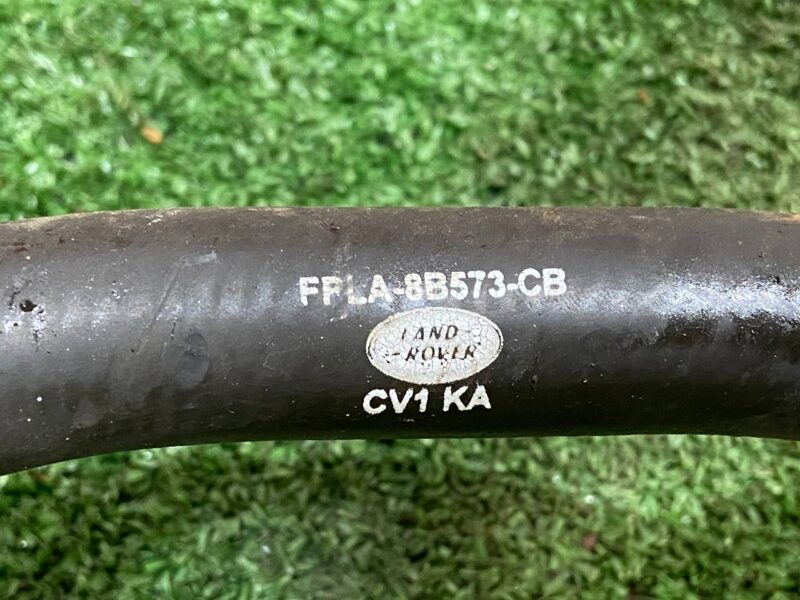 FPLA-8B573-CB
LAND-
-ROVER
CV1 KA